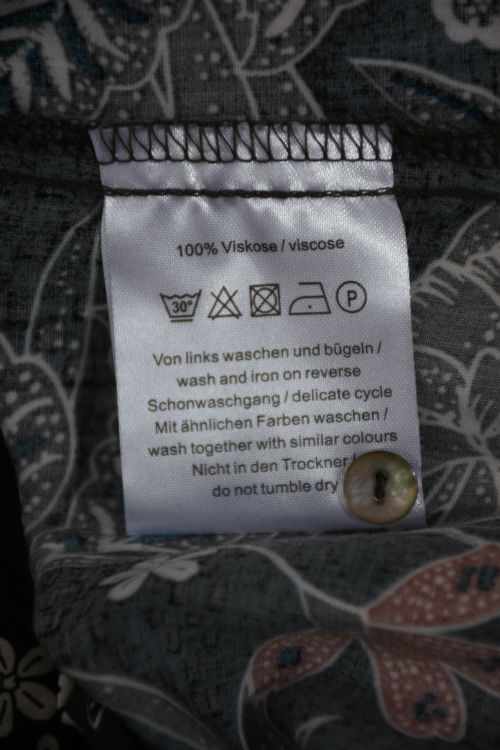 100% Viskose / viscose
30° P
Von links waschen und bügeln /
wash and iron on reverse
Schonwaschgang / delicate cycle
Mit ähnlichen Farben waschen /
wash together with similar colours
Nicht in den Trockner /
do not tumble dry